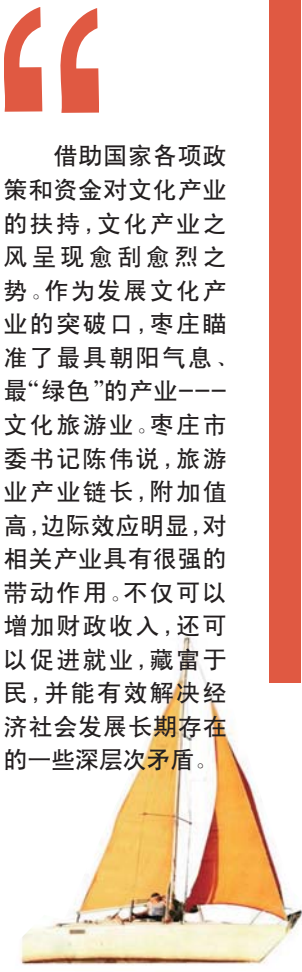 借助国家各项政
策和资金对文化产业
的扶持,文化产业之
风呈现愈刮愈烈之
势。作为发展文化产
业的突破口,枣庄瞄
准了最具朝阳气息、
最“绿色”的产业———
文化旅游业。枣庄市
委书记陈伟说,旅游
业产业链长,附加值
高,边际效应明显,对
相关产业具有很强的
带动作用。不仅可以
增加财政收入,还可
以促进就业,藏富于
民,并能有效解决经
济社会发展长期存在
的一些深层次矛盾。